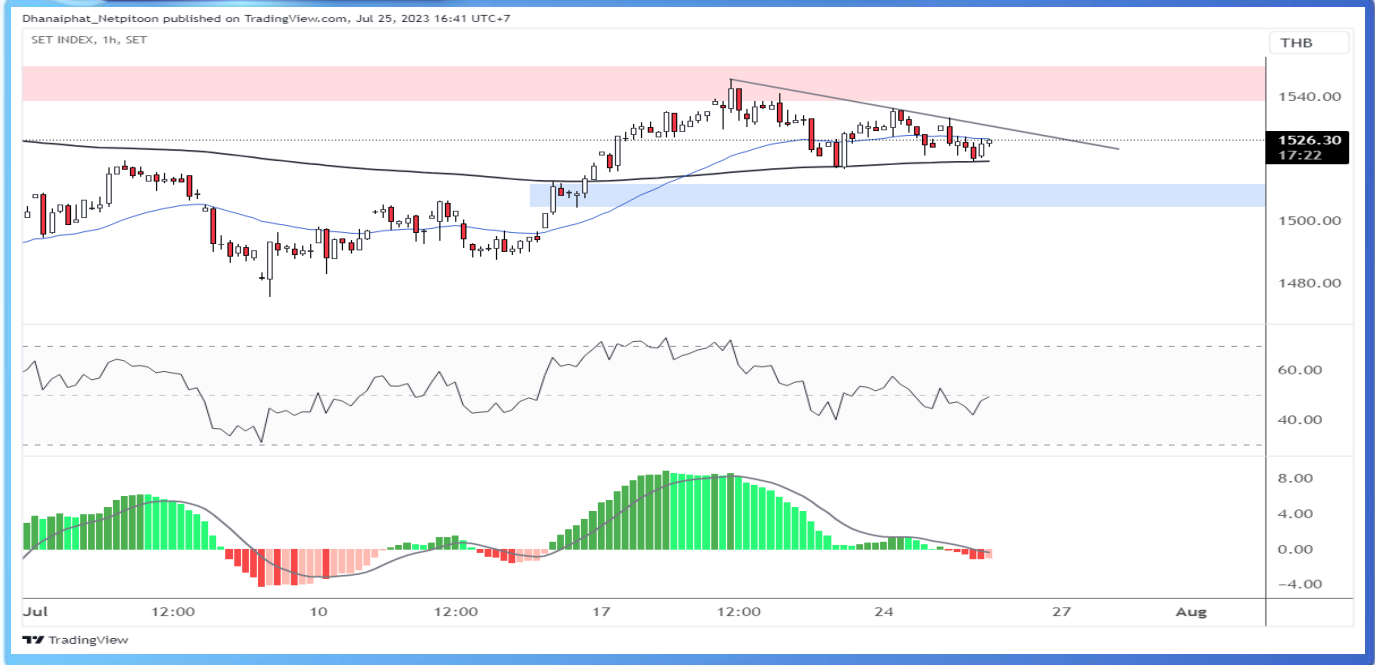 Dhanaiphat_Netpitoon published on TradingView.com, Jul 25, 2023 16:41 UTC+7
SET INDEX, 1h, SET
THB
1540.00
1526.30
17:22
1500.00
1480.00
60.00
40.00
8.00
4.00
0.00
−4.00
Jul 12:00 10 12:00 17 12:00 24 27 Aug
TradingView